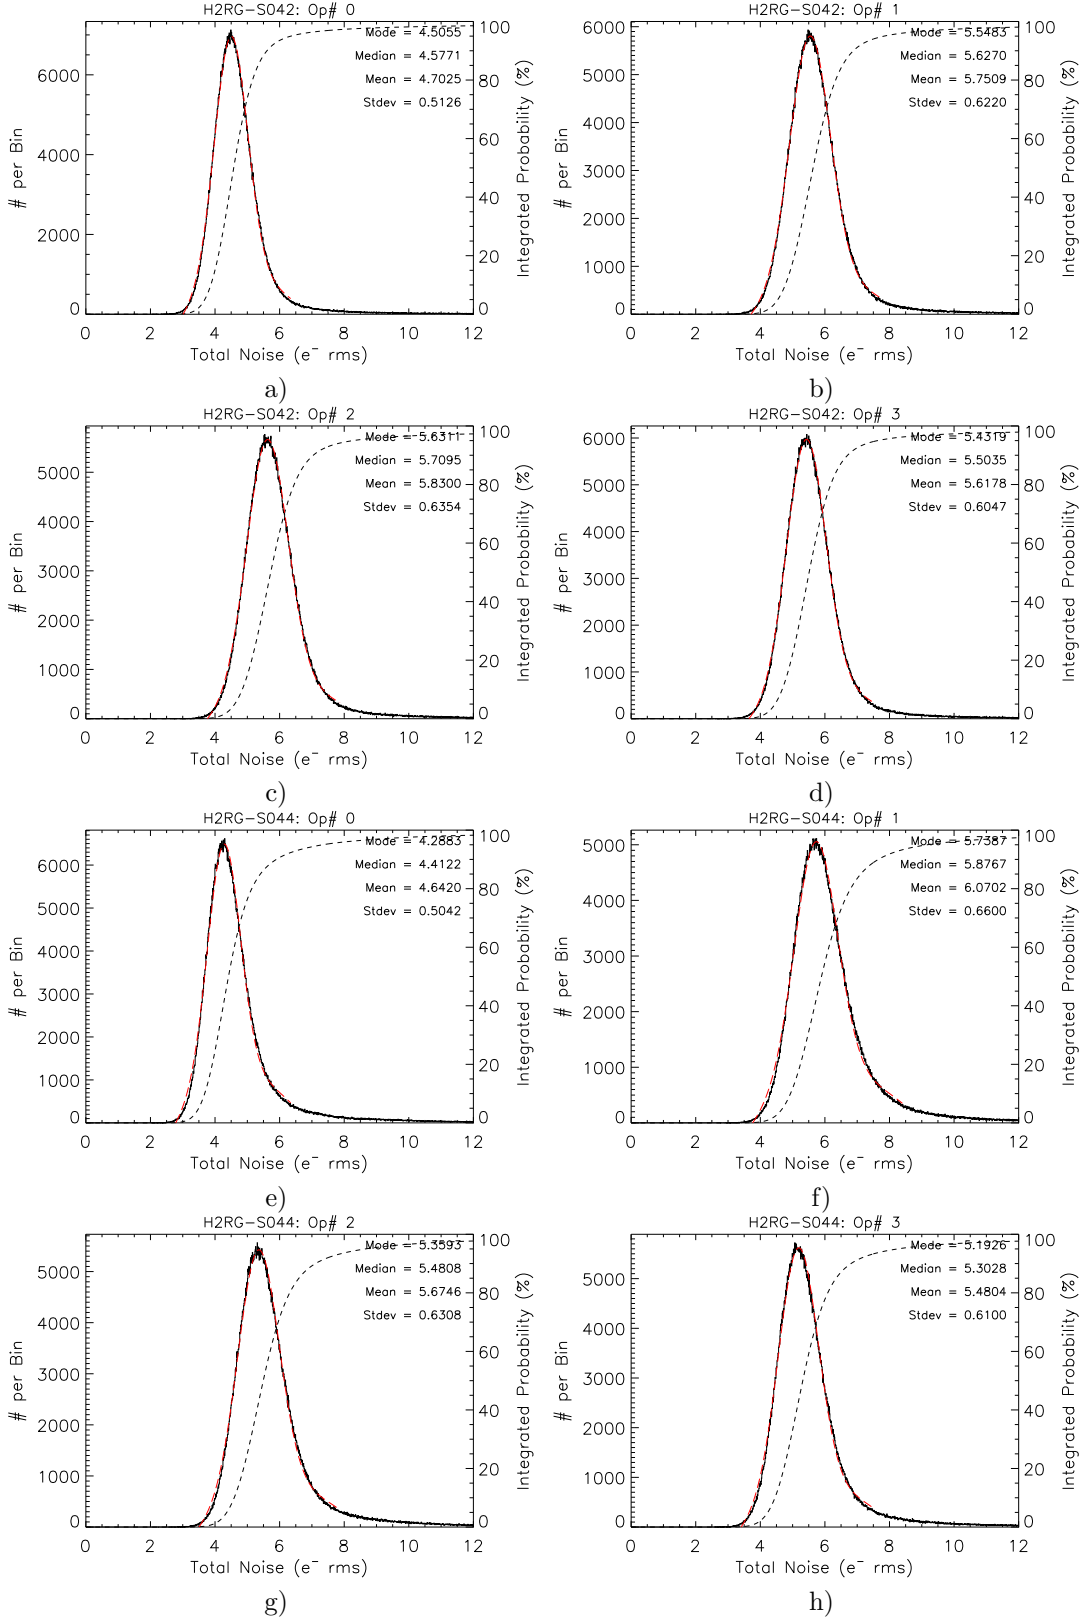 H2RG-S042: Op# 0
Mode = 4.5055
Median = 4.5771
Mean = 4.7025
Stdev = 0.5126
# per Bin
6000
4000
2000
0
100
80
60
40
20
0
Integrated Probability (%)
0 2 4 6 8 10 12
Total Noise (e⁻ rms)
a)
H2RG-S042: Op# 1
Mode = 5.5483
Median = 5.6270
Mean = 5.7509
Stdev = 0.6220
# per Bin
6000
5000
4000
3000
2000
1000
0
100
80
60
40
20
0
Integrated Probability (%)
0 2 4 6 8 10 12
Total Noise (e⁻ rms)
b)
H2RG-S042: Op# 2
Mode = 5.6311
Median = 5.7095
Mean = 5.8300
Stdev = 0.6354
# per Bin
5000
4000
3000
2000
1000
0
100
80
60
40
20
0
Integrated Probability (%)
0 2 4 6 8 10 12
Total Noise (e⁻ rms)
c)
H2RG-S042: Op# 3
Mode = 5.4319
Median = 5.5035
Mean = 5.6178
Stdev = 0.6047
# per Bin
6000
5000
4000
3000
2000
1000
0
100
80
60
40
20
0
Integrated Probability (%)
0 2 4 6 8 10 12
Total Noise (e⁻ rms)
d)
H2RG-S044: Op# 0
Mode = 4.2883
Median = 4.4122
Mean = 4.6420
Stdev = 0.5042
# per Bin
6000
5000
4000
3000
2000
1000
0
100
80
60
40
20
0
Integrated Probability (%)
0 2 4 6 8 10 12
Total Noise (e⁻ rms)
e)
H2RG-S044: Op# 1
Mode = 5.7387
Median = 5.8767
Mean = 6.0702
Stdev = 0.6600
# per Bin
5000
4000
3000
2000
1000
0
100
80
60
40
20
0
Integrated Probability (%)
0 2 4 6 8 10 12
Total Noise (e⁻ rms)
f)
H2RG-S044: Op# 2
Mode = 5.3593
Median = 5.4808
Mean = 5.6746
Stdev = 0.6308
# per Bin
5000
4000
3000
2000
1000
0
100
80
60
40
20
0
Integrated Probability (%)
0 2 4 6 8 10 12
Total Noise (e⁻ rms)
g)
H2RG-S044: Op# 3
Mode = 5.1926
Median = 5.3028
Mean = 5.4804
Stdev = 0.6100
# per Bin
5000
4000
3000
2000
1000
0
100
80
60
40
20
0
Integrated Probability (%)
0 2 4 6 8 10 12
Total Noise (e⁻ rms)
h)